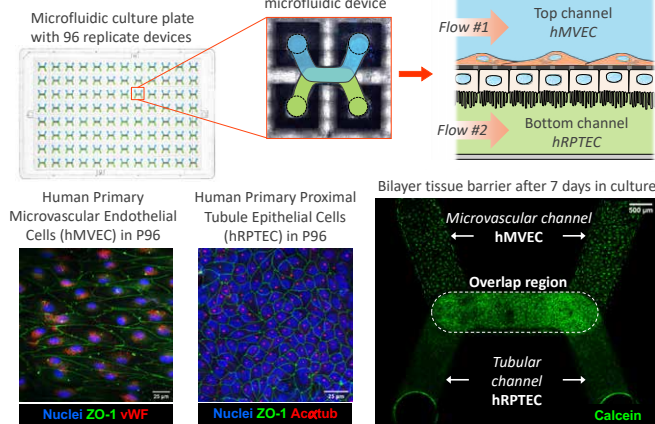 Microfluidic culture plate
with 96 replicate devices
microfluidic device
Flow #1
Top channel
hMVEC
Flow #2
Bottom channel
hRPTEC
Human Primary
Microvascular Endothelial
Cells (hMVEC) in P96
25 µm
Nuclei ZO-1 vWF
Human Primary Proximal
Tubule Epithelial Cells
(hRPTEC) in P96
25 µm
Nuclei ZO-1 Acαtub
Bilayer tissue barrier after 7 days in culture
500 µm
Microvascular channel
hMVEC
Overlap region
Tubular
channel
hRPTEC
Calcein